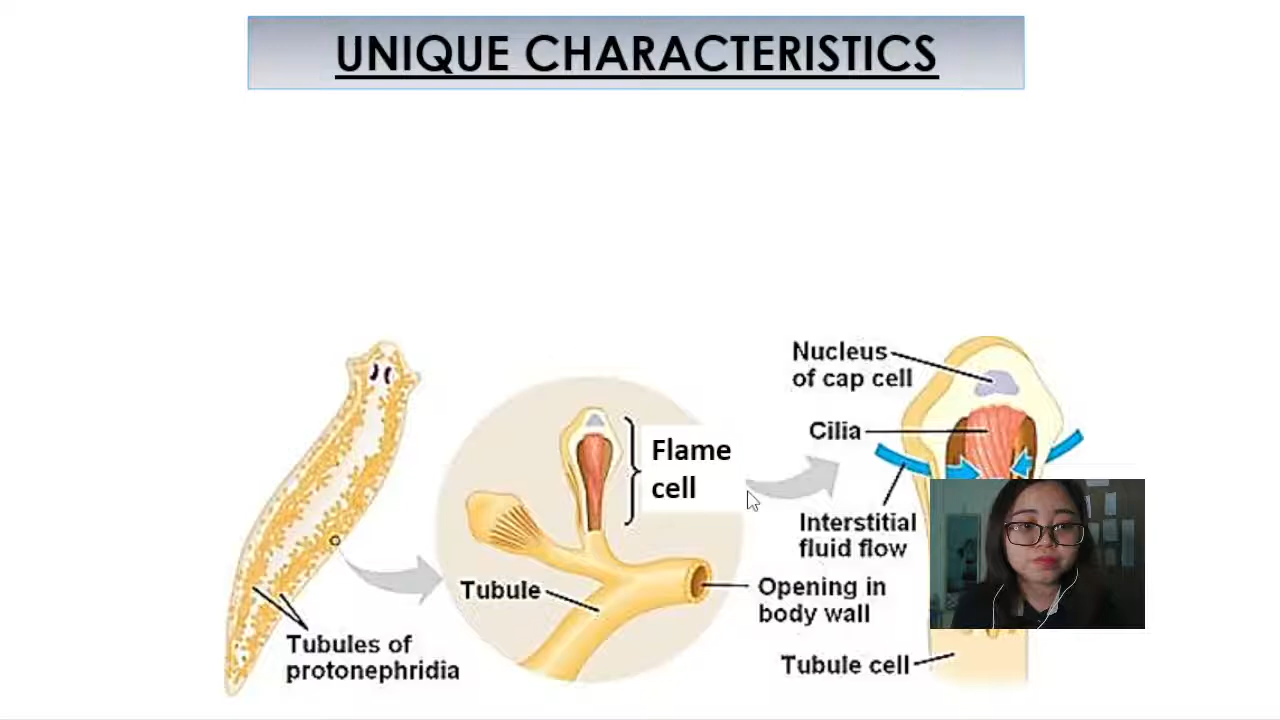 UNIQUE CHARACTERISTICS
Nucleus
of cap cell
Cilia
Flame
cell
Interstitial
fluid flow
Tubule
Opening in
body wall
Tubules of
protonephridia
Tubule cell